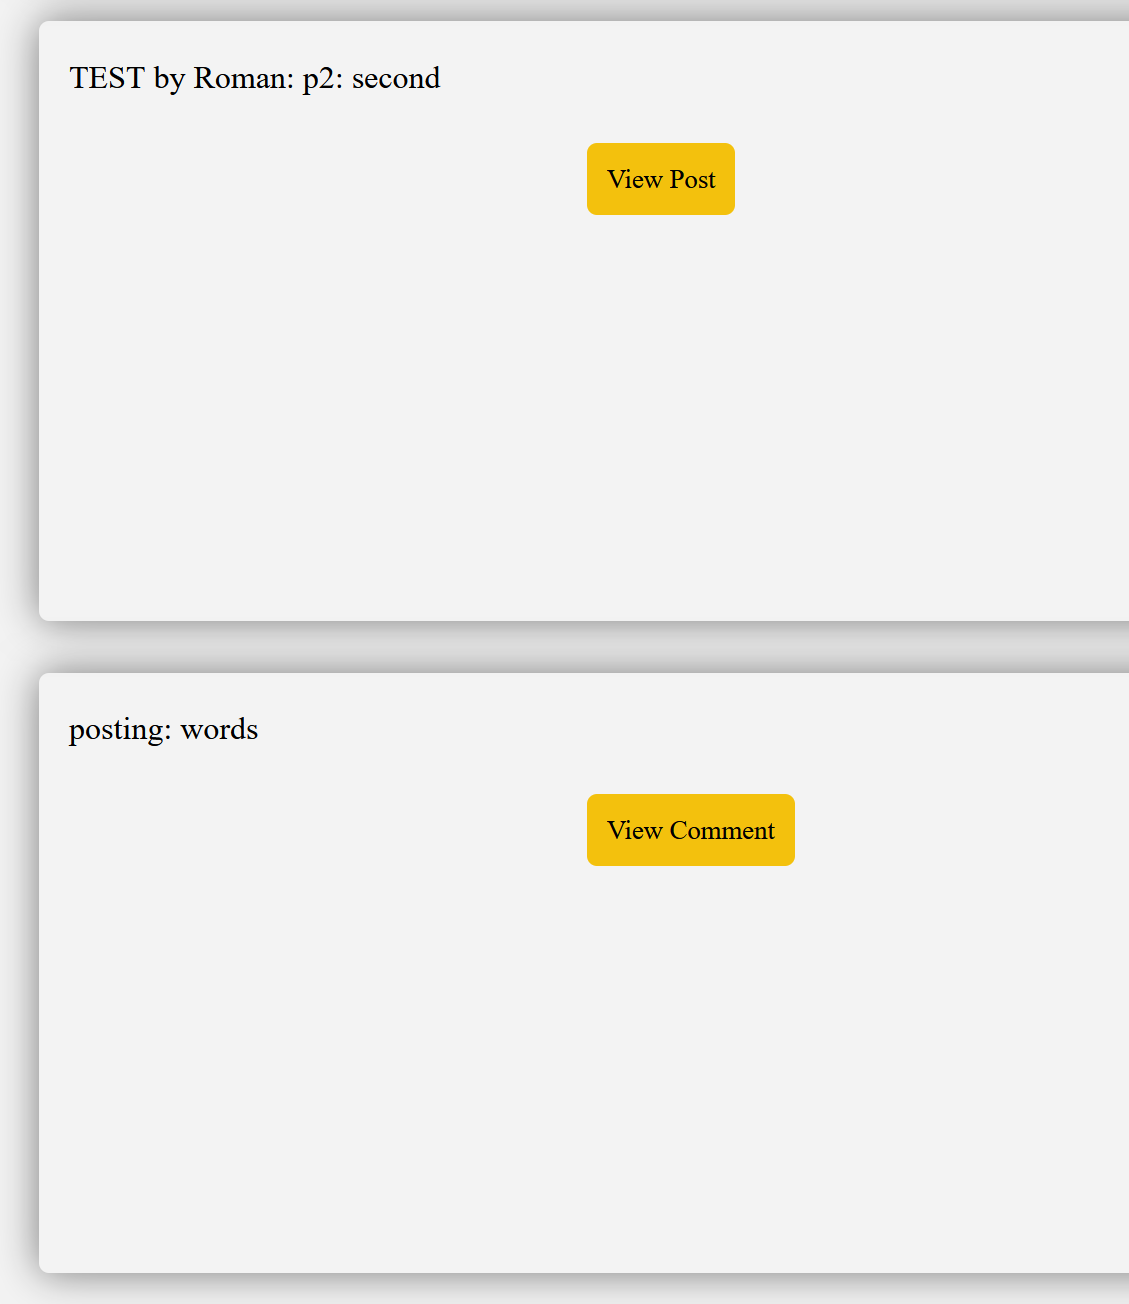 TEST by Roman: p2: second
View Post
posting: words
View Comment